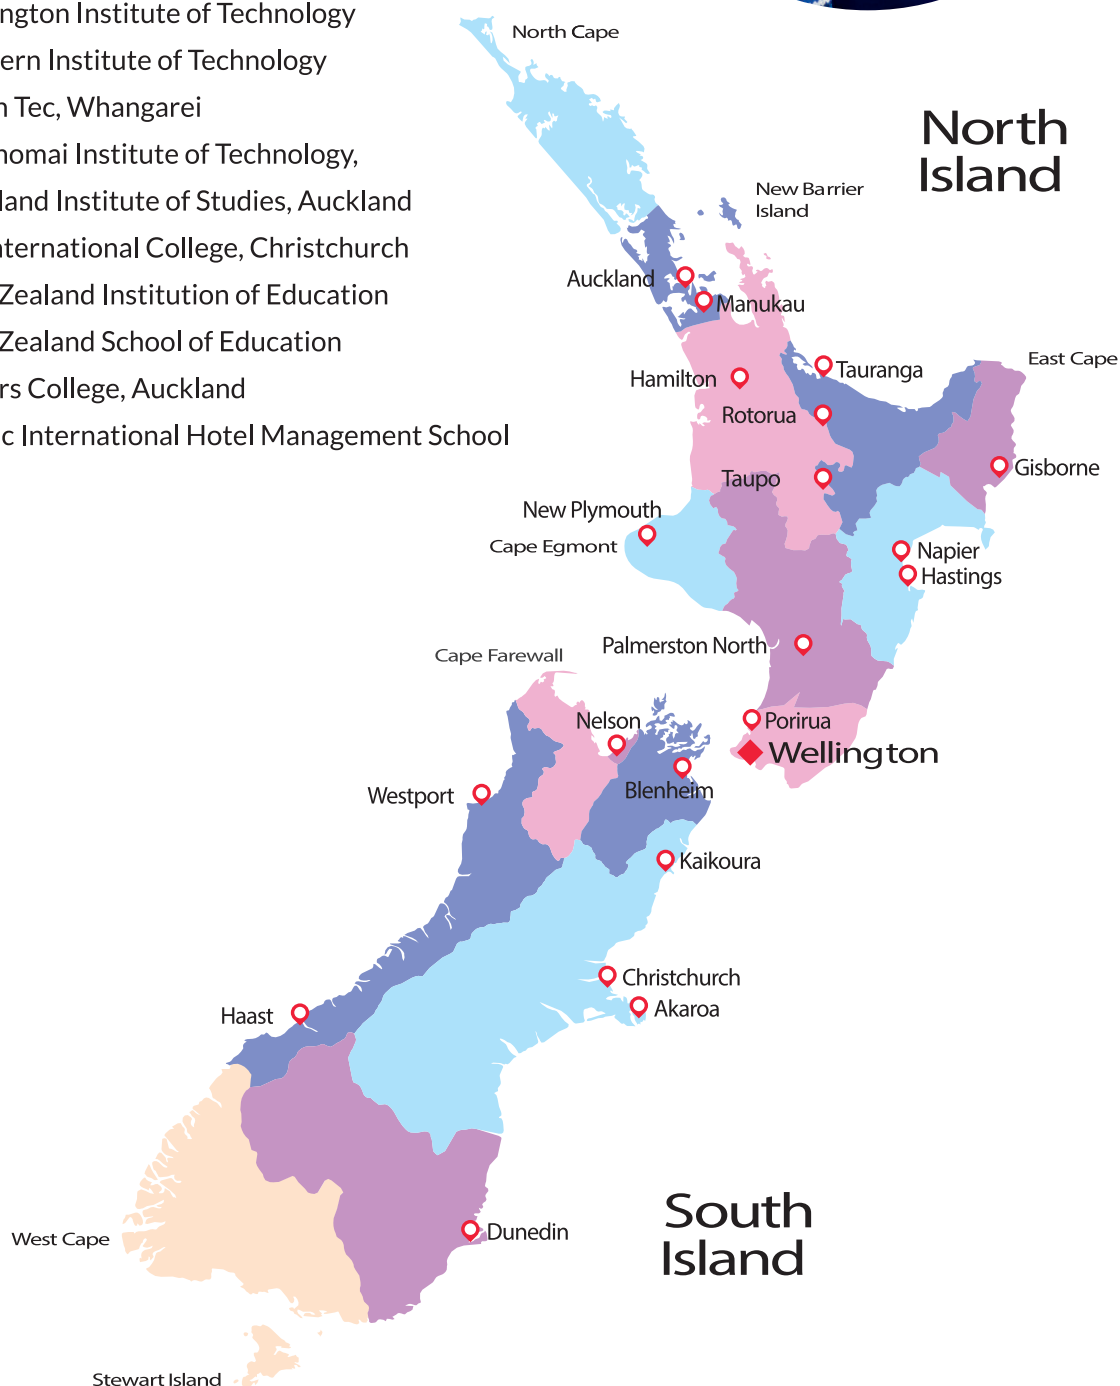 ngton Institute of Technology
ern Institute of Technology
Tec, Whangarei
nomai Institute of Technology,
land Institute of Studies, Auckland
nternational College, Christchurch
Zealand Institution of Education
Zealand School of Education
rs College, Auckland
c International Hotel Management School
North Cape
North
Island
New Barrier
Island
Auckland
Manukau
East Cape
Tauranga
Hamilton
Rotorua
Gisborne
Taupo
New Plymouth
Cape Egmont
Napier
Hastings
Palmerston North
Cape Farewall
Nelson
Porirua
Wellington
Blenheim
Westport
Kaikoura
Christchurch
Akaroa
Haast
South
Island
Dunedin
West Cape
Stewart Island